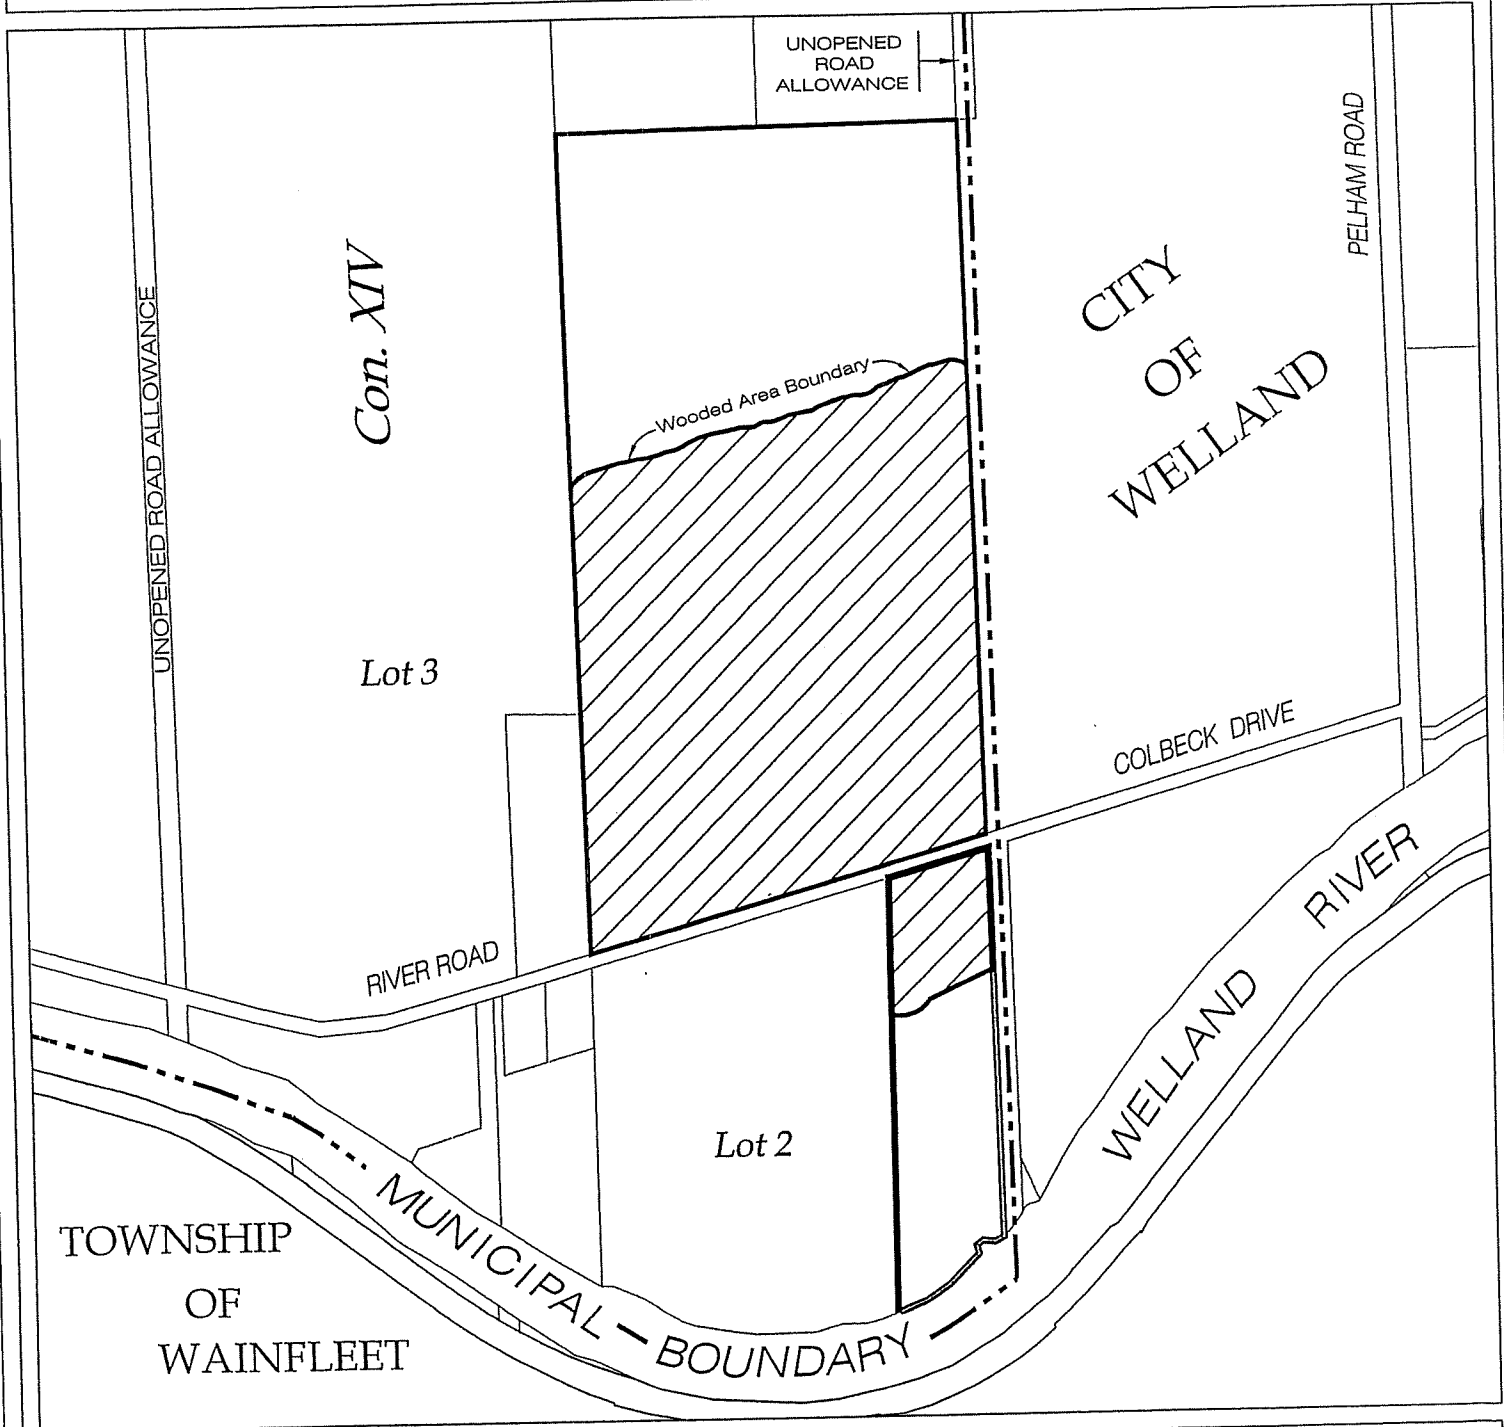 UNOPENED
ROAD
ALLOWANCE
PELHAM ROAD
UNOPENED ROAD ALLOWANCE
Con. XIV
CITY
OF
WELLAND
Wooded Area Boundary
Lot 3
COLBECK DRIVE
RIVER ROAD
WELLAND RIVER
Lot 2
MUNICIPAL BOUNDARY
TOWNSHIP
OF
WAINFLEET